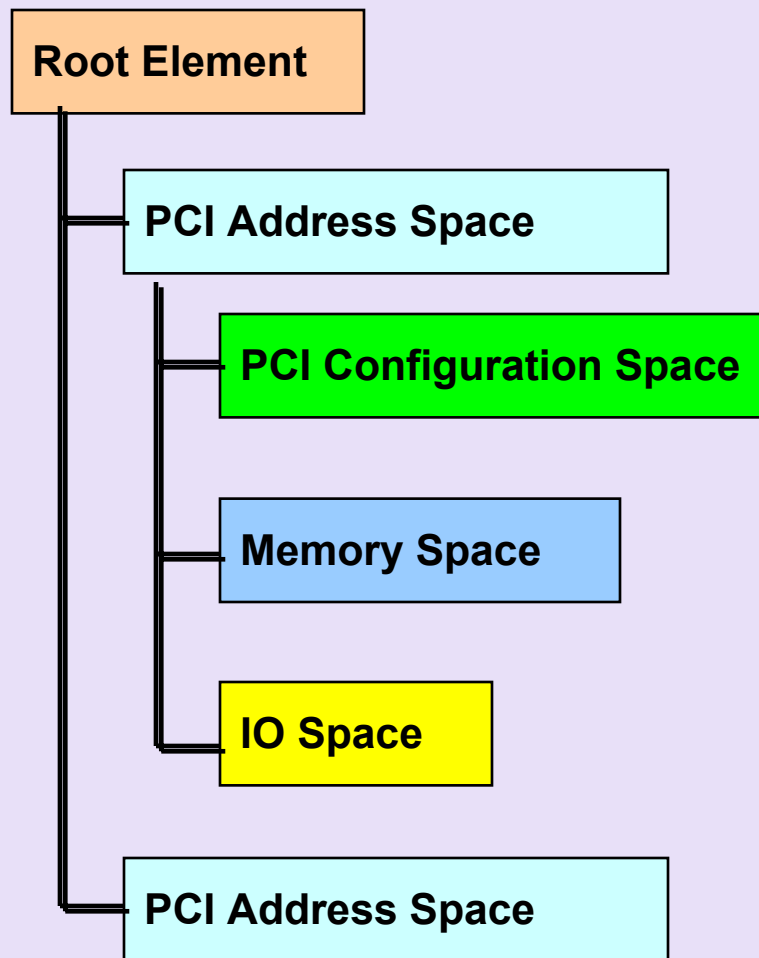 Root Element
PCI Address Space
PCI Configuration Space
Memory Space
IO Space
PCI Address Space